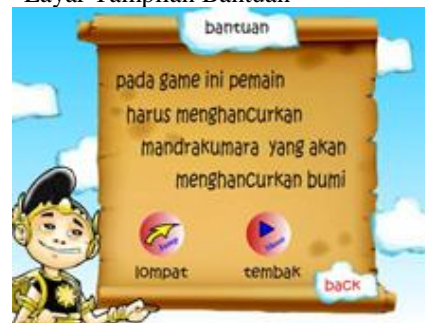 Layar Tampilan Bantuan
bantuan
pada game ini pemain
harus menghancurkan
mandrakumara yang akan
menghancurkan bumi
lompat tembak
back